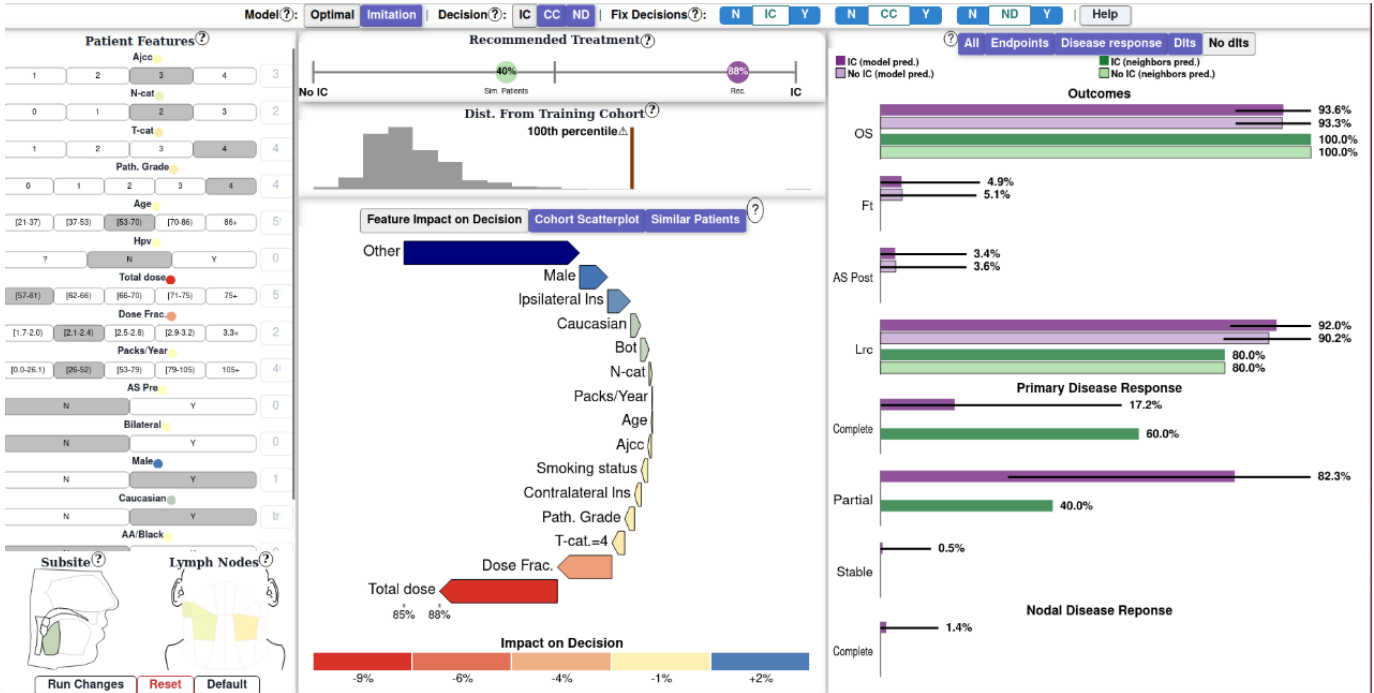 Model?: Optimal Imitation | Decision?: IC CC ND | Fix Decisions?: N IC Y N CC Y N ND Y | Help
Patient Features?
Ajcc
1 2 3 4 3
N-cat
0 1 2 3 2
T-cat
1 2 3 4 4
Path. Grade
0 1 2 3 4 4
Age
[21-37) [37-53) [53-70) [70-86) 86+
Hpv
? N Y 0
Total dose
[57-61) [62-66) [66-70) [71-75) 75+
Dose Frac.
[1.7-2.0) [2.1-2.4) [2.5-2.8) [2.9-3.2) 3.3+ 2
Packs/Year
[0.0-26.1) [26-52) [53-79) [79-105) 105+
AS Pre
N Y 0
Bilateral
N Y 0
Male
N Y 1
Caucasian
N Y tr
AA/Black
Subsite? Lymph Nodes?
Run Changes Reset Default
Recommended Treatment?
40% 88%
No IC Sim. Patients Rec. IC
Dist. From Training Cohort?
100th percentile⚠
Feature Impact on Decision Cohort Scatterplot Similar Patients ?
Other
Male
Ipsilateral Ins
Caucasian
Bot
N-cat
Packs/Year
Age
Ajcc
Smoking status
Contralateral Ins
Path. Grade
T-cat.=4
Dose Frac.
Total dose
85% 88%
Impact on Decision
-9% -6% -4% -1% +2%
? All Endpoints Disease response Dlts No dlts
IC (model pred.) IC (neighbors pred.)
No IC (model pred.) No IC (neighbors pred.)
Outcomes
OS
93.6%
93.3%
100.0%
100.0%
Ft
4.9%
5.1%
AS Post
3.4%
3.6%
Lrc
92.0%
90.2%
80.0%
80.0%
Primary Disease Response
Complete
17.2%
60.0%
Partial
82.3%
40.0%
Stable
0.5%
Nodal Disease Reponse
Complete
1.4%